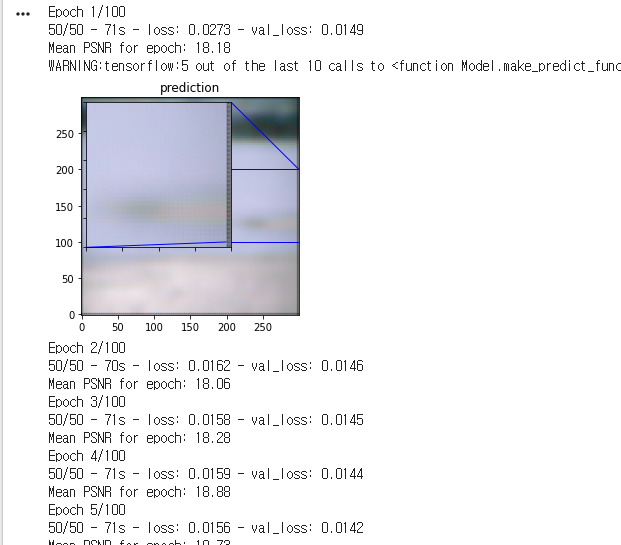 Epoch 1/100
50/50 - 71s - loss: 0.0273 - val_loss: 0.0149
Mean PSNR for epoch: 18.18
WARNING:tensorflow:5 out of the last 10 calls to <function Model.make_predict_func
prediction
250
200
150
100
50
0
0 50 100 150 200 250
Epoch 2/100
50/50 - 70s - loss: 0.0162 - val_loss: 0.0146
Mean PSNR for epoch: 18.06
Epoch 3/100
50/50 - 71s - loss: 0.0158 - val_loss: 0.0145
Mean PSNR for epoch: 18.28
Epoch 4/100
50/50 - 71s - loss: 0.0159 - val_loss: 0.0144
Mean PSNR for epoch: 18.88
Epoch 5/100
50/50 - 71s - loss: 0.0156 - val_loss: 0.0142
Mean PSNR for epoch: